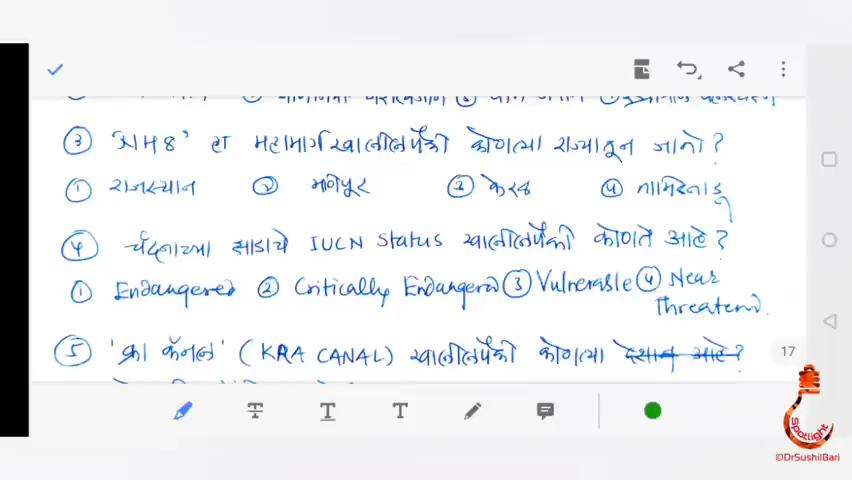 ③ 'NH8' हा महामार्ग खालीलपैकी कोणत्या राज्यातून जातो?
① राजस्थान ② मणिपूर ③ केरळ ④ तामिळनाडू
④ चंदनाच्या झाडाचे IUCN Status खालीलपैकी कोणते आहे?
① Endangered ② Critically Endangered ③ Vulnerable ④ Near
Threatend.
⑤ 'क्रा कॅनल' (KRA CANAL) खालीलपैकी कोणत्या देशात आहे?
17
Spotlight
©DrSushilBari